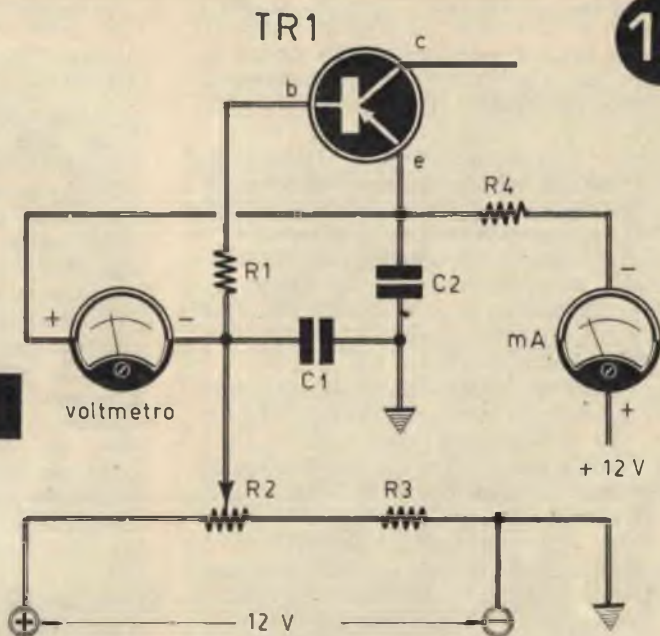 TR1
1
c
b
e
R4
R1
+
-
C2
-
mA
C1
voltmetro
+
+ 12 V
R2
R3
+
12 V
-